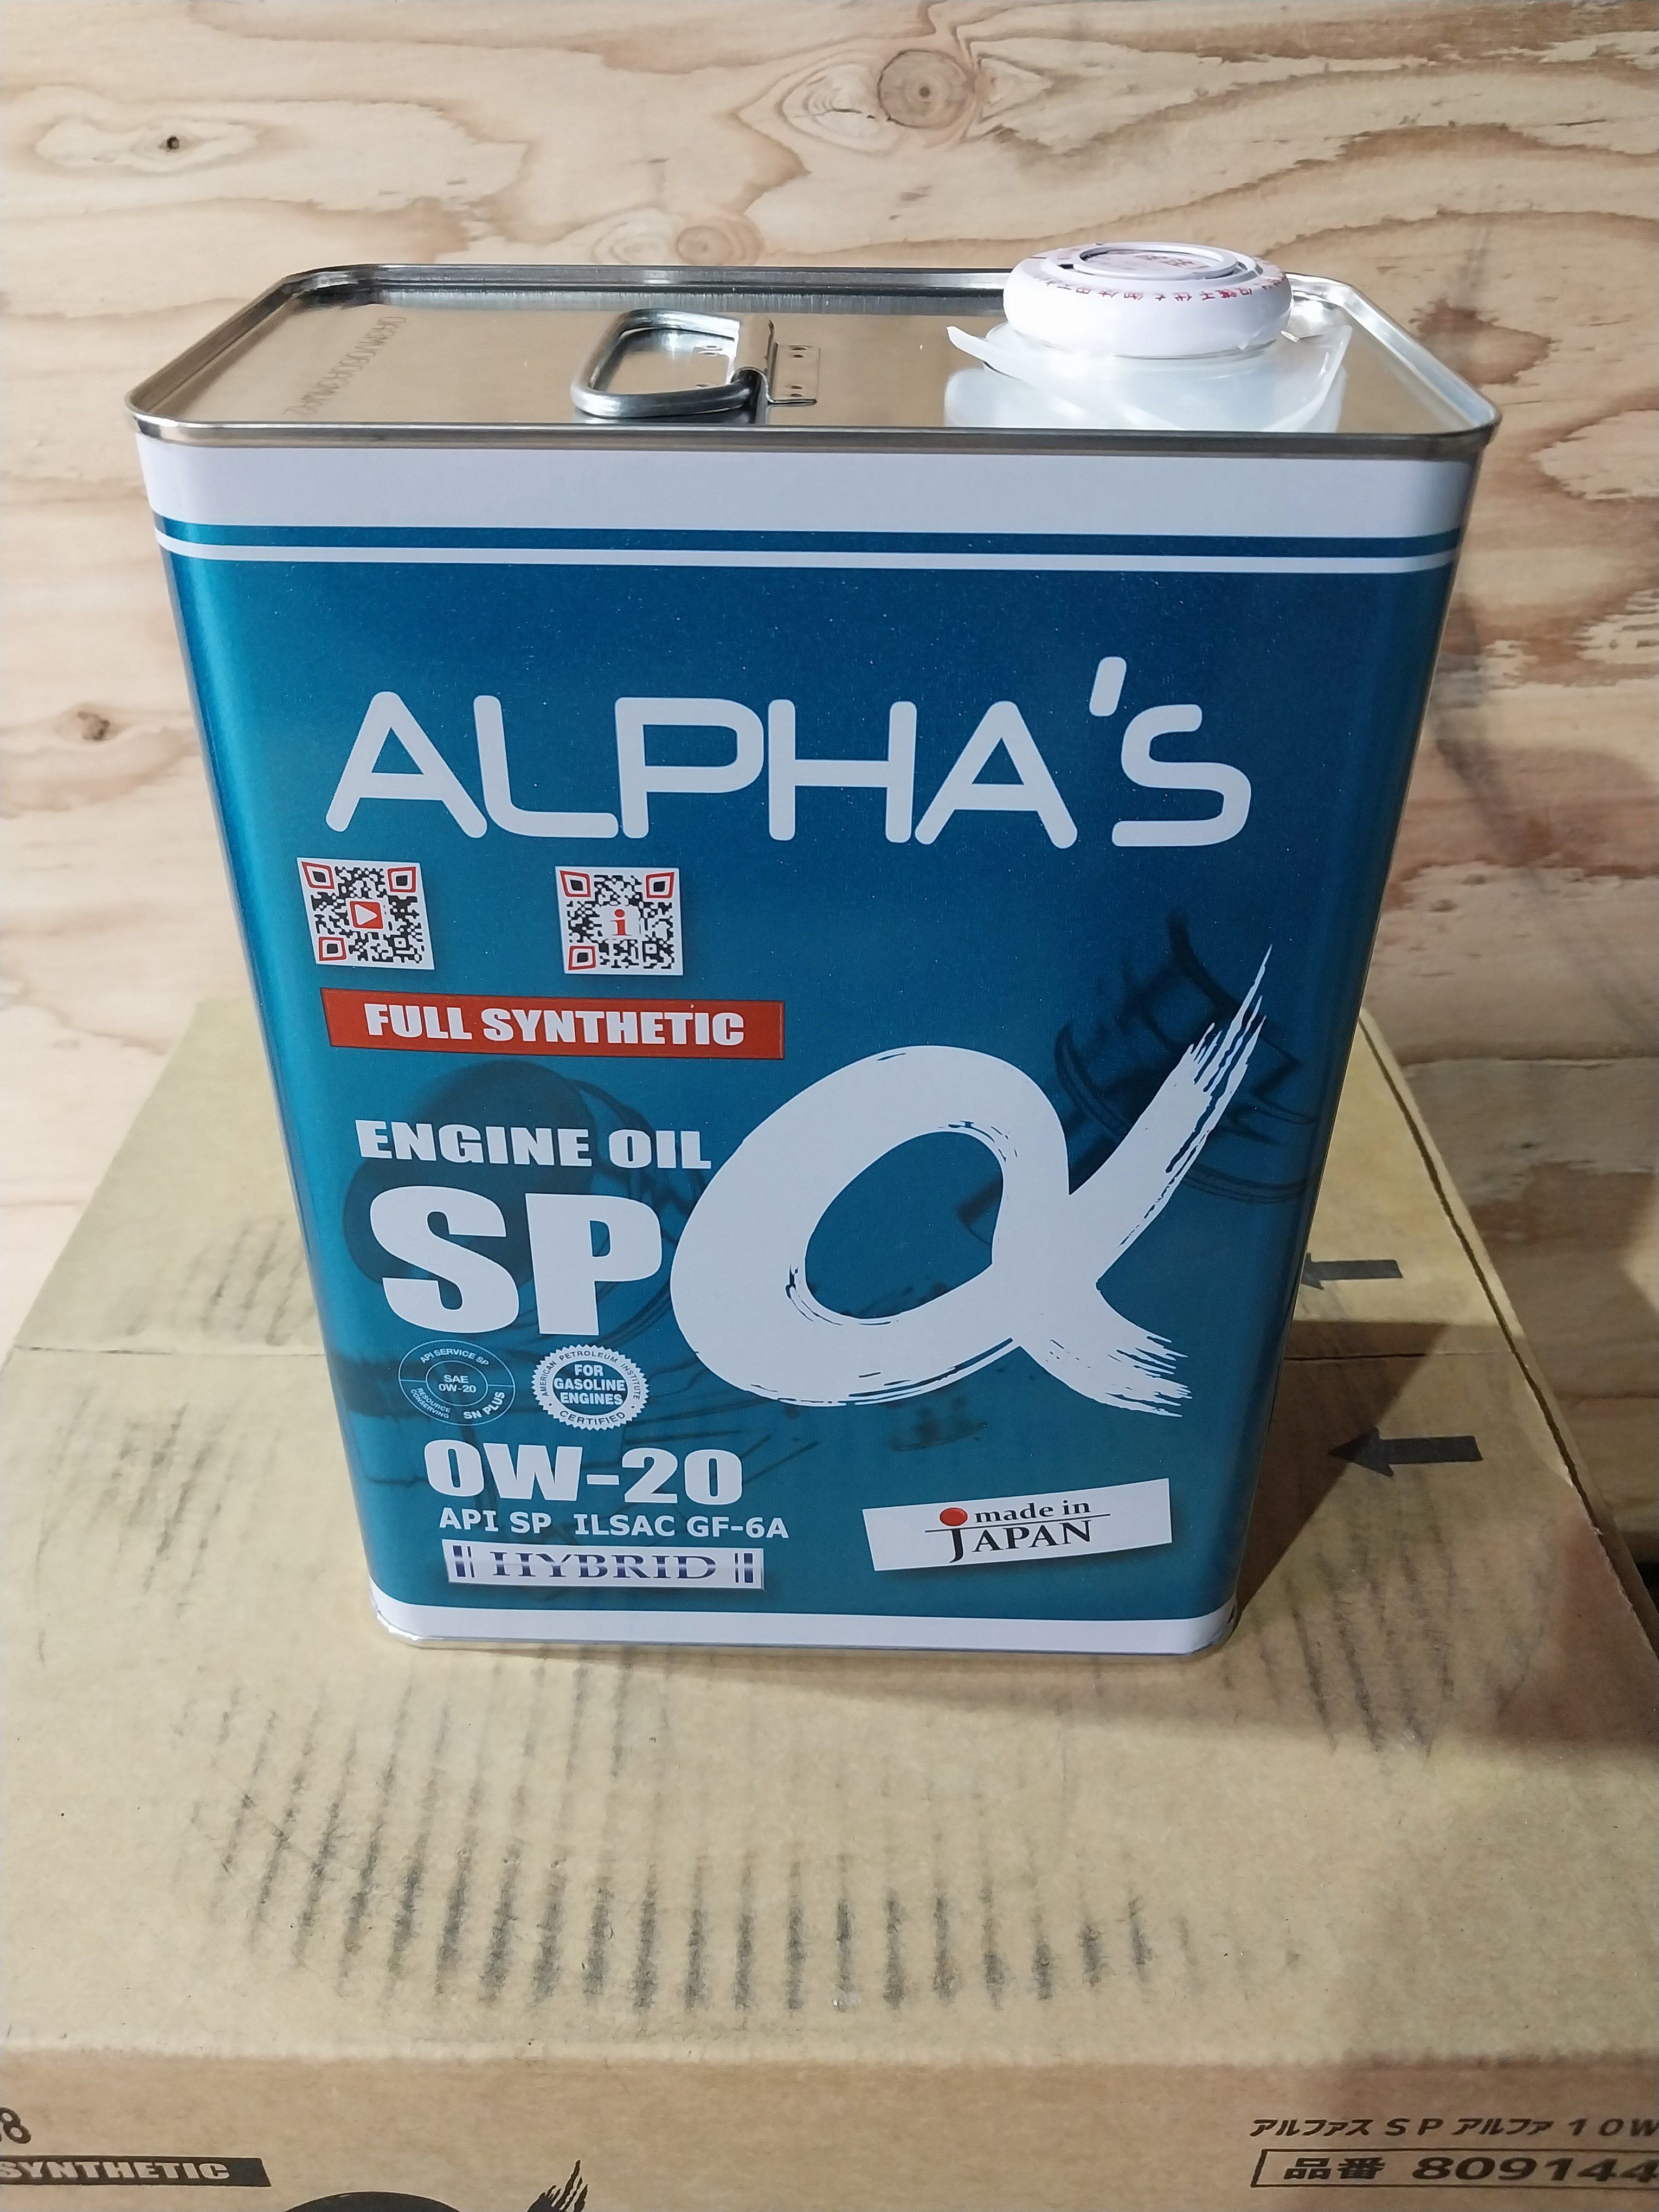 ALPHA'S
FULL SYNTHETIC
ENGINE OIL
SPα
API SERVICE SP
SAE
0W-20
RESOURCE
CONSERVING
SN PLUS
AMERICAN PETROLEUM INSTITUTE
FOR
GASOLINE
ENGINES
CERTIFIED
0W-20
API SP ILSAC GF-6A
HYBRID
made in
JAPAN
SYNTHETIC
アルファス SP アルファ 10W
品番 809144